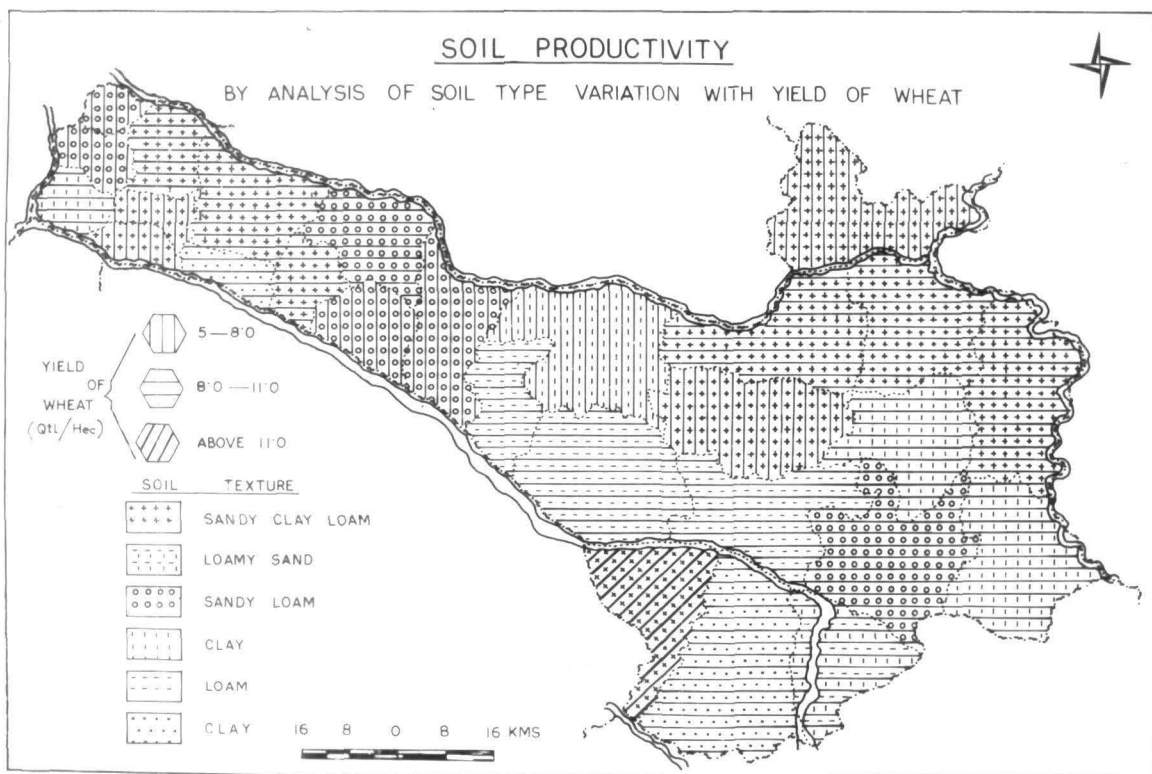 SOIL PRODUCTIVITY
BY ANALYSIS OF SOIL TYPE VARIATION WITH YIELD OF WHEAT
YIELD OF WHEAT (Qtl/Hec)
5—8·0
8·0—11·0
ABOVE 11·0
SOIL TEXTURE
SANDY CLAY LOAM
LOAMY SAND
SANDY LOAM
CLAY
LOAM
CLAY
16 8 0 8 16 KMS